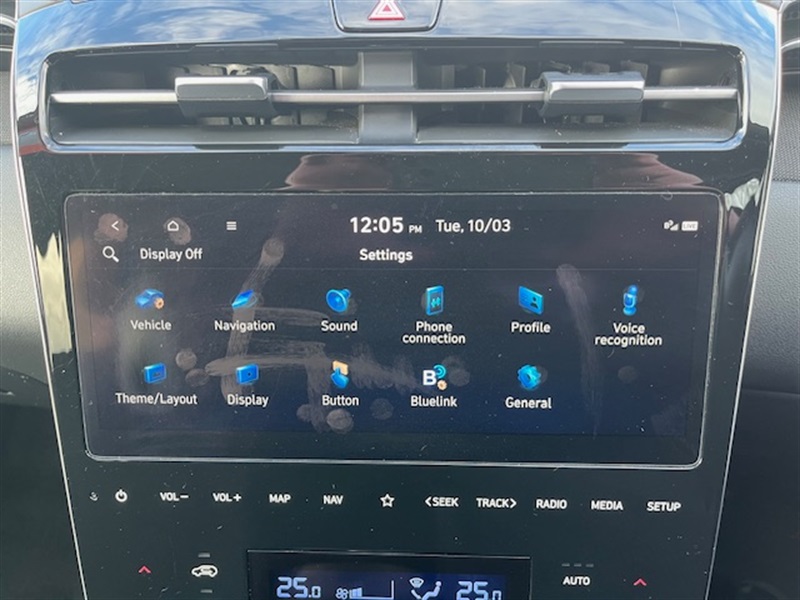 12:05 PM Tue, 10/03
LIVE
Display Off
Settings
Vehicle
Navigation
Sound
Phone
connection
Profile
Voice
recognition
Theme/Layout
Display
Button
Bluelink
General
VOL− VOL+ MAP NAV <SEEK TRACK> RADIO MEDIA SETUP
25.0 25.0 AUTO